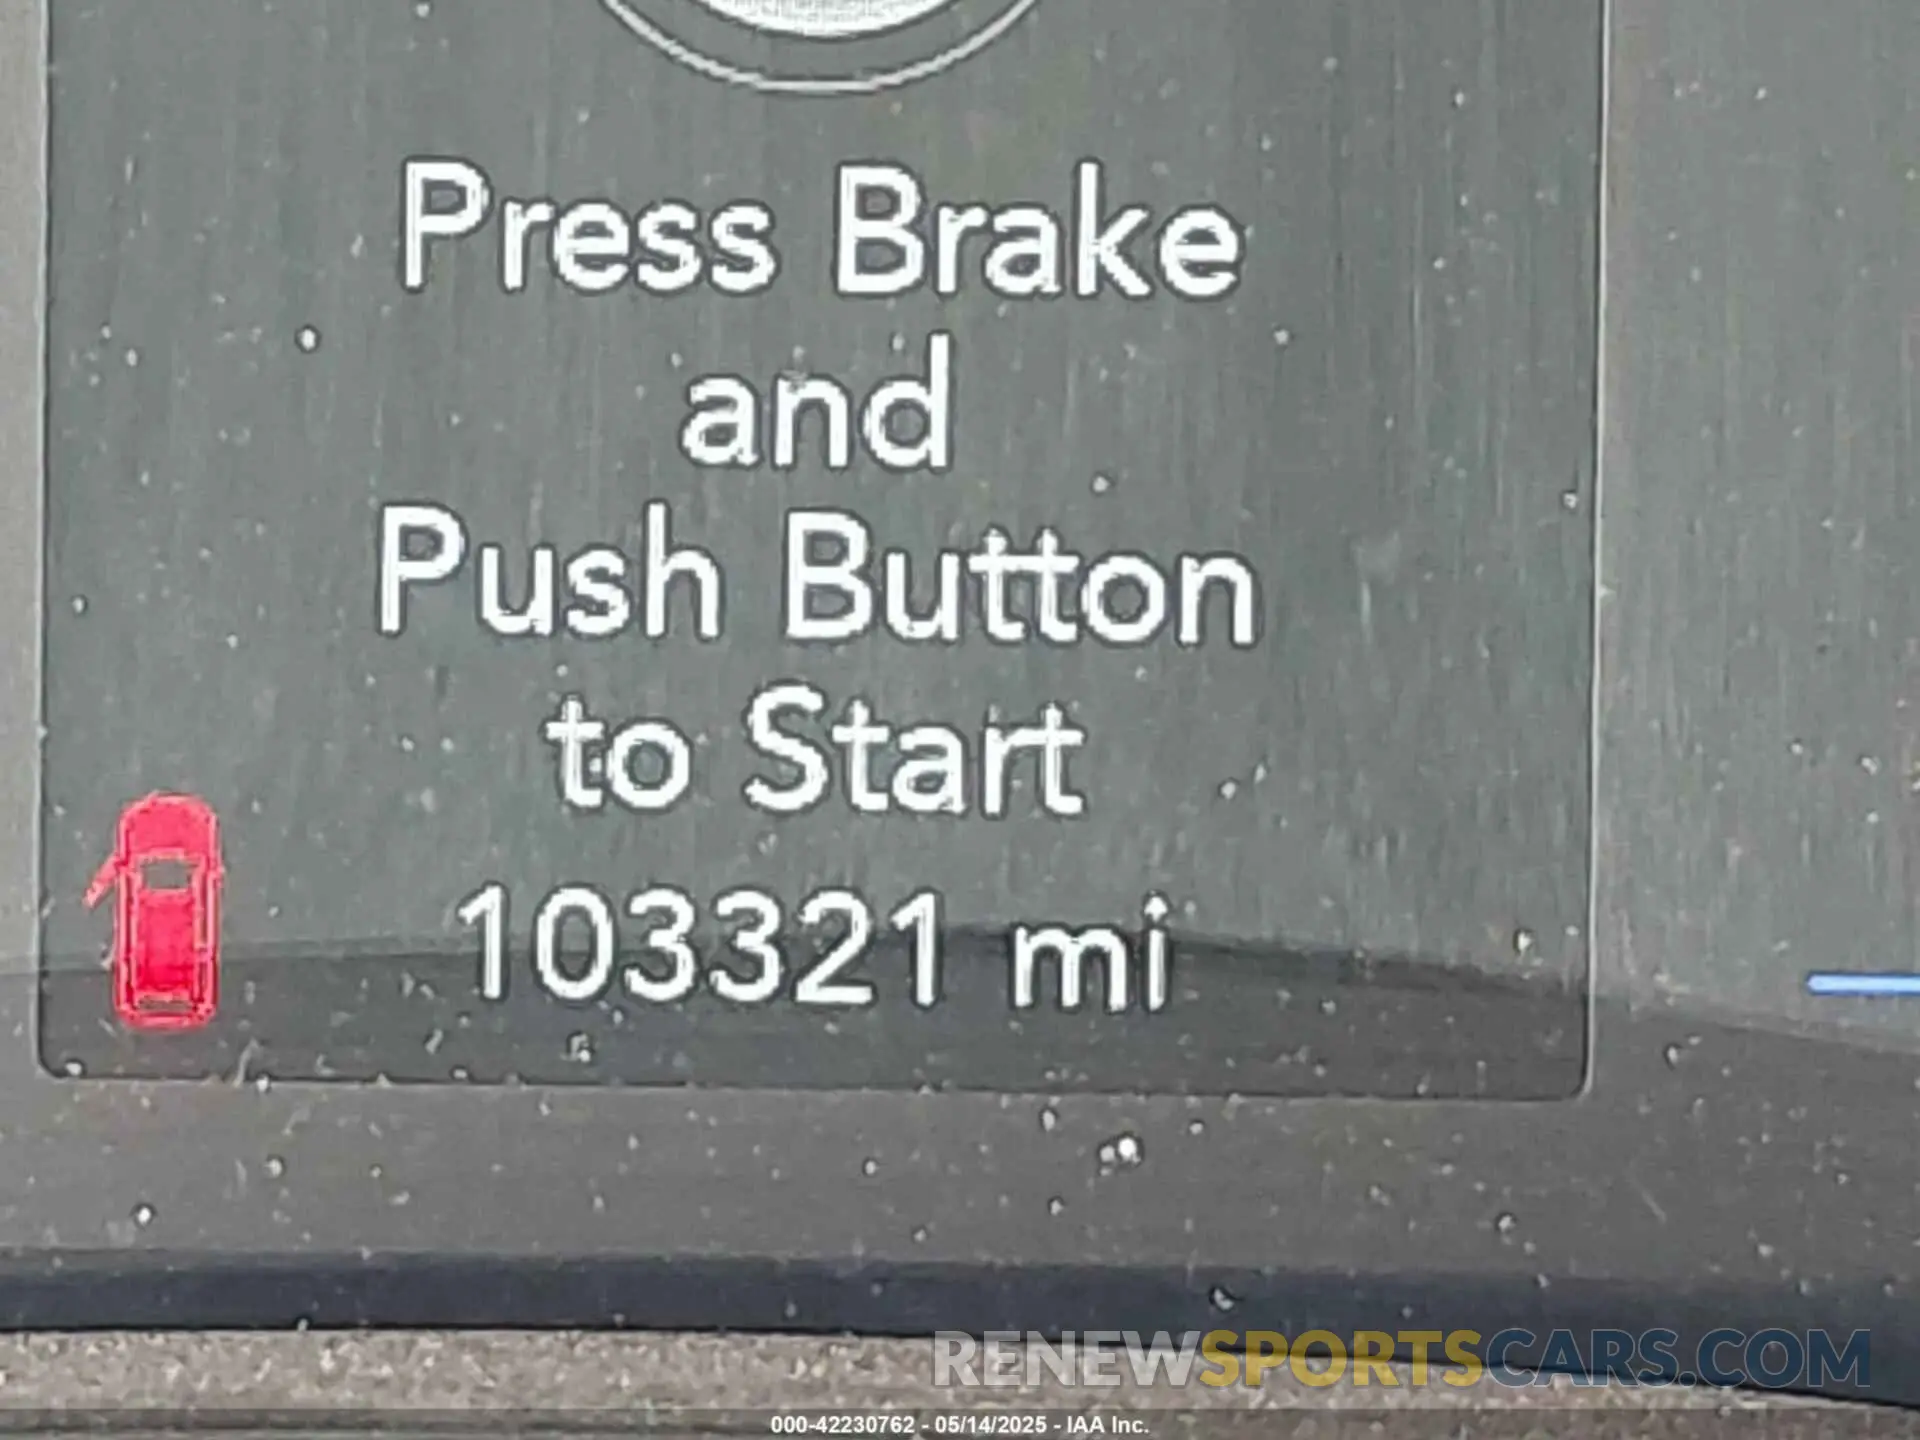 Press Brake
and
Push Button
to Start
103321 mi
RENEWSPORTSCARS.COM
000-42230762 - 05/14/2025 - IAA Inc.